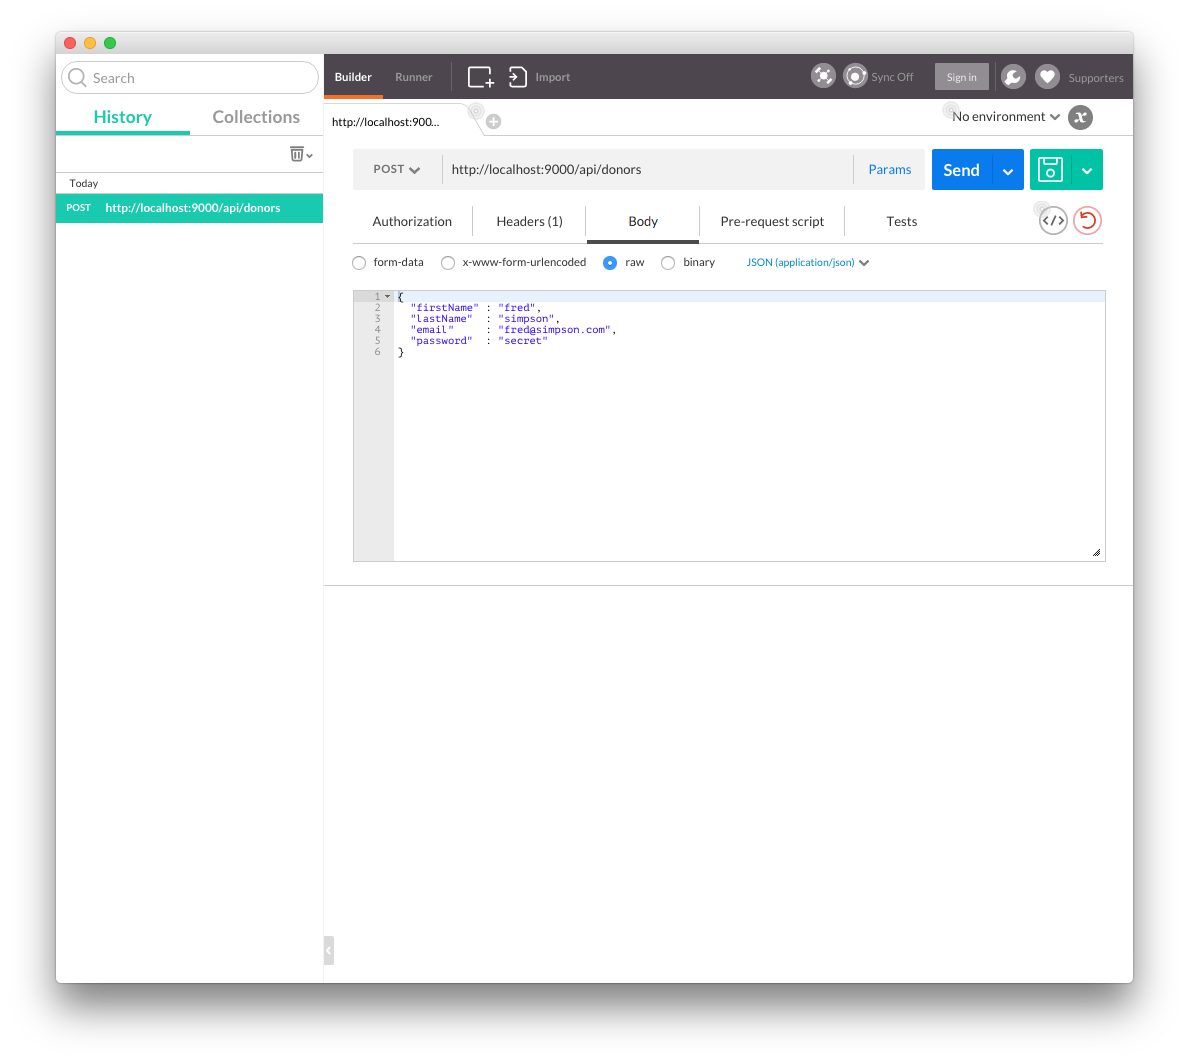 Search
History Collections
Today
POST http://localhost:9000/api/donors
Builder Runner Import Sync Off Sign in Supporters
http://localhost:900... No environment
POST http://localhost:9000/api/donors Params Send
Authorization Headers (1) Body Pre-request script Tests
form-data x-www-form-urlencoded raw binary JSON (application/json)
1 {
2 "firstName" : "fred",
3 "lastName" : "simpson",
4 "email" : "fred@simpson.com",
5 "password" : "secret"
6 }